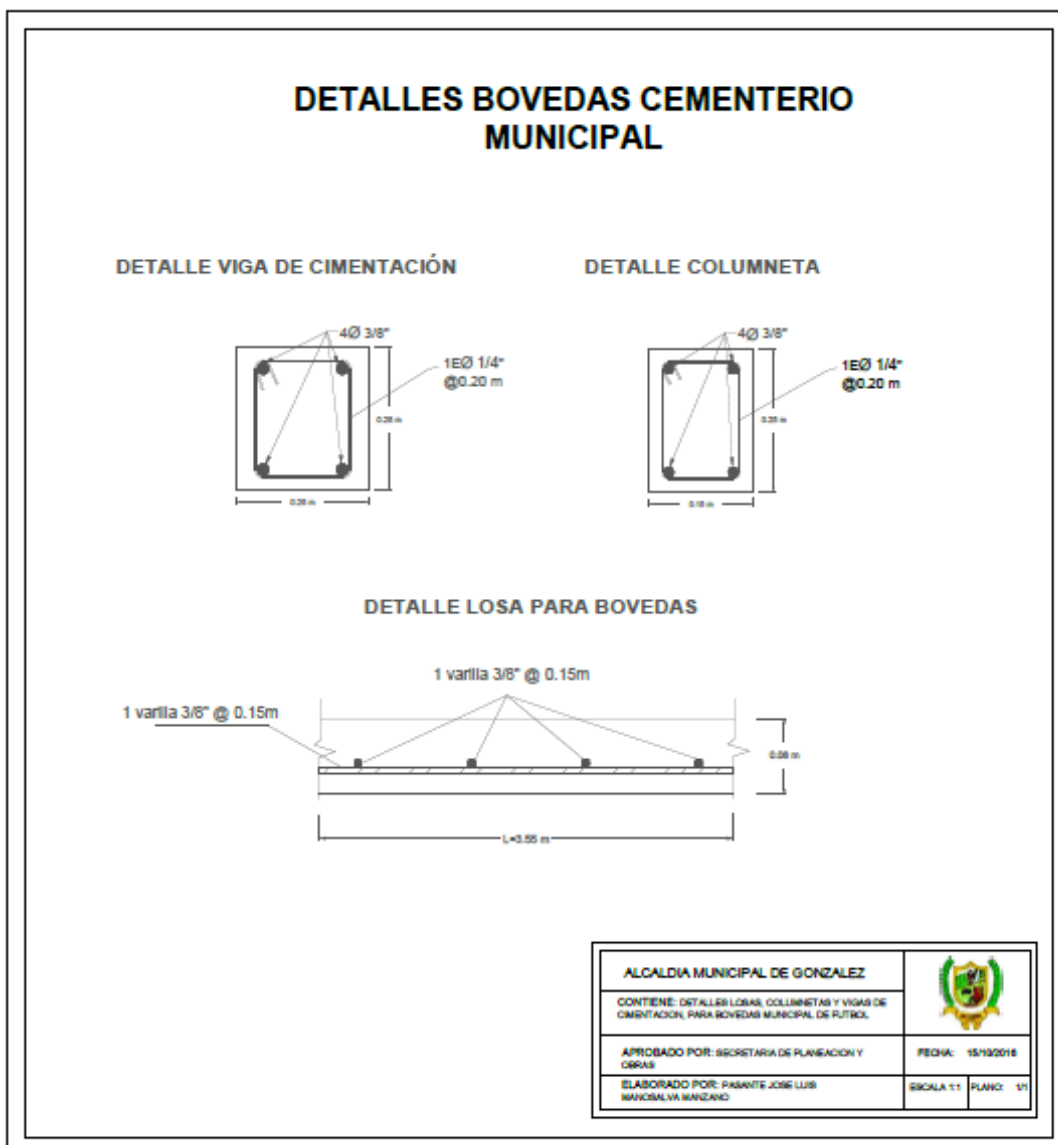 DETALLES BOVEDAS CEMENTERIO
MUNICIPAL
DETALLE VIGA DE CIMENTACIÓN
4Ø 3/8"
1EØ 1/4"
@0.20 m
DETALLE COLUMNETA
4Ø 3/8"
1EØ 1/4"
@0.20 m
DETALLE LOSA PARA BOVEDAS
1 varilla 3/8" @ 0.15m
1 varilla 3/8" @ 0.15m
L=3.55 m
ALCALDIA MUNICIPAL DE GONZALEZ
CONTIENE: DETALLES LOSAS, COLUMNETAS Y VIGAS DE
CIMENTACION, PARA BOVEDAS MUNICIPAL DE FUTBOL
APROBADO POR: SECRETARIA DE PLANEACION Y
OBRAS
FECHA:
ELABORADO POR: PASANTE JOSE LUIS
MANOSALVA MANZANO
ESCALA 1:1
PLANO: 1/1